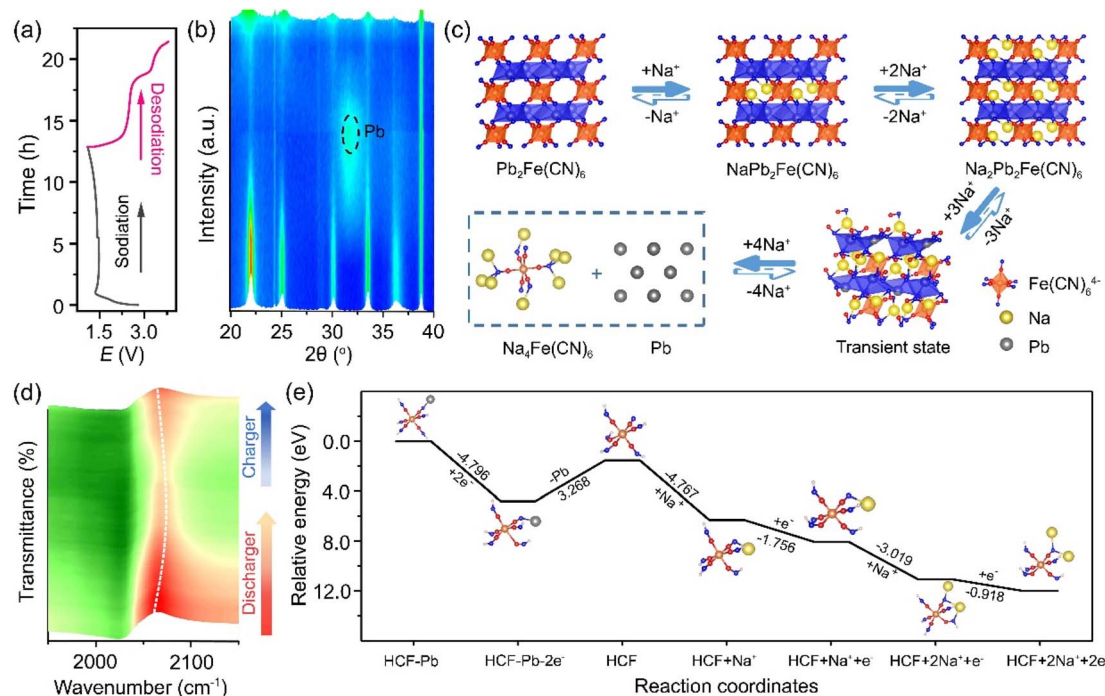 (a)
20
15
10
5
0
Time (h)
Desodiation
Sodiation
1.5 3.0
E (V)
(b)
Intensity (a.u.)
Pb
20 25 30 35 40
2θ (°)
(c)
+Na⁺
-Na⁺
+2Na⁺
-2Na⁺
Pb₂Fe(CN)₆
NaPb₂Fe(CN)₆
Na₂Pb₂Fe(CN)₆
+3Na⁺
-3Na⁺
+4Na⁺
-4Na⁺
+
Na₄Fe(CN)₆
Pb
Transient state
Fe(CN)₆⁴⁻
Na
Pb
(d)
Transmittance (%)
Charger
Discharger
2000 2100
Wavenumber (cm⁻¹)
(e)
Relative energy (eV)
0.0
4.0
8.0
12.0
-4.796
+2e⁻
-Pb
3.268
-4.767
+Na⁺
+e⁻
-1.756
-3.019
+Na⁺
+e⁻
-0.918
HCF-Pb HCF-Pb-2e⁻ HCF HCF+Na⁺ HCF+Na⁺+e⁻ HCF+2Na⁺+e⁻ HCF+2Na⁺+2e
Reaction coordinates